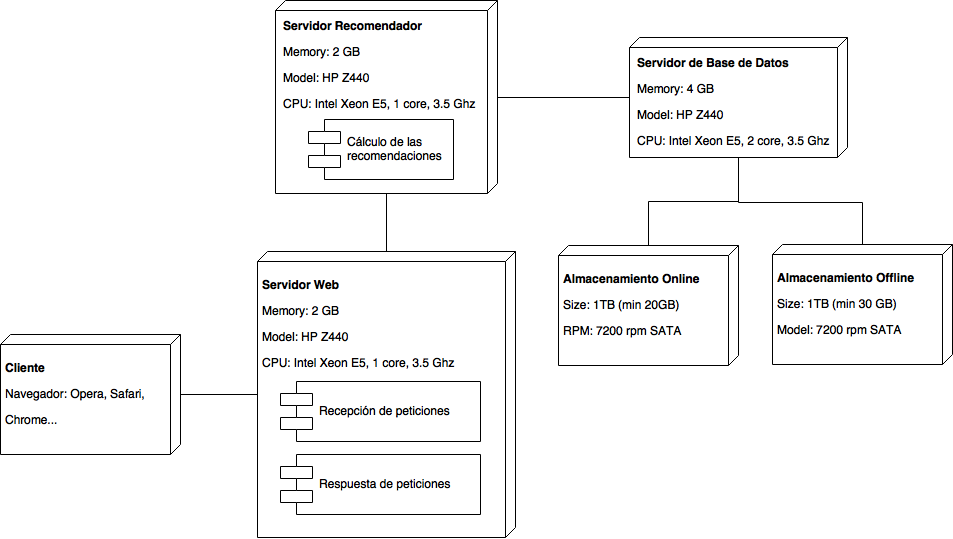 Servidor Recomendador
Memory: 2 GB
Model: HP Z440
CPU: Intel Xeon E5, 1 core, 3.5 Ghz
Cálculo de las
recomendaciones
Servidor de Base de Datos
Memory: 4 GB
Model: HP Z440
CPU: Intel Xeon E5, 2 core, 3.5 Ghz
Servidor Web
Memory: 2 GB
Model: HP Z440
CPU: Intel Xeon E5, 1 core, 3.5 Ghz
Recepción de peticiones
Respuesta de peticiones
Almacenamiento Online
Size: 1TB (min 20GB)
RPM: 7200 rpm SATA
Almacenamiento Offline
Size: 1TB (min 30 GB)
Model: 7200 rpm SATA
Cliente
Navegador: Opera, Safari,
Chrome...